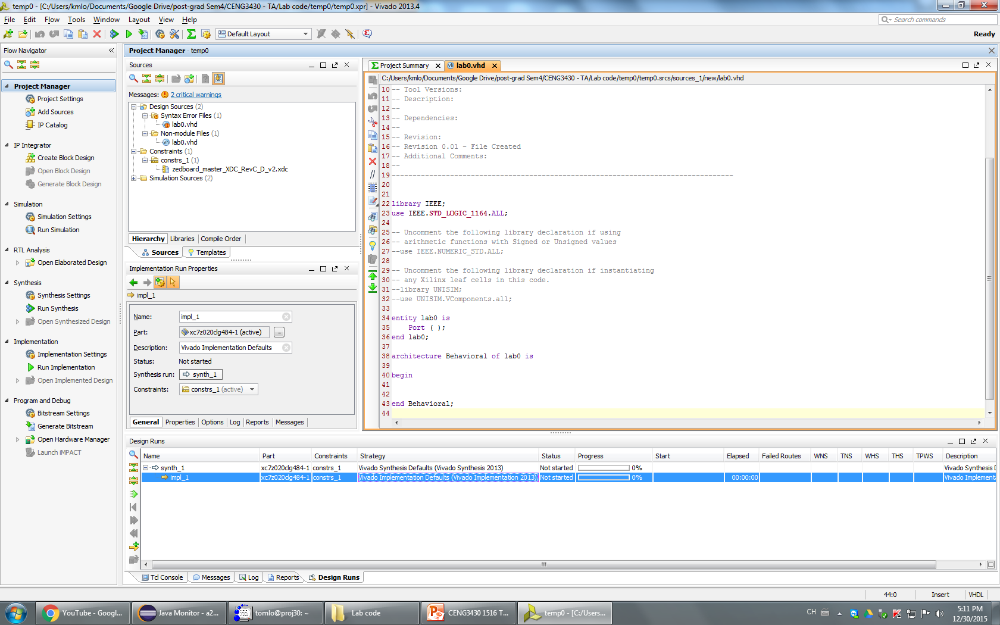 temp0 - [C:/Users/kmlo/Documents/Google Drive/post-grad Sem4/CENG3430 - TA/Lab code/temp0/temp0.xpr] - Vivado 2013.4
File Edit Flow Tools Window Layout View Help
Search commands
Default Layout
Ready
Flow Navigator
Project Manager
Project Settings
Add Sources
IP Catalog
IP Integrator
Create Block Design
Open Block Design
Generate Block Design
Simulation
Simulation Settings
Run Simulation
RTL Analysis
Open Elaborated Design
Synthesis
Synthesis Settings
Run Synthesis
Open Synthesized Design
Implementation
Implementation Settings
Run Implementation
Open Implemented Design
Program and Debug
Bitstream Settings
Generate Bitstream
Open Hardware Manager
Launch iMPACT
Project Manager - temp0
Sources
Messages: 2 critical warnings
Design Sources (2)
Syntax Error Files (1)
lab0.vhd
Non-module Files (1)
lab0.vhd
Constraints (1)
constrs_1 (1)
zedboard_master_XDC_RevC_D_v2.xdc
Simulation Sources (2)
Hierarchy Libraries Compile Order
Sources Templates
Implementation Run Properties
impl_1
Name: impl_1
Part: xc7z020clg484-1 (active) ...
Description: Vivado Implementation Defaults
Status: Not started
Synthesis run: synth_1
Constraints: constrs_1 (active)
General Properties Options Log Reports Messages
Project Summary lab0.vhd
C:/Users/kmlo/Documents/Google Drive/post-grad Sem4/CENG3430 - TA/Lab code/temp0/temp0.srcs/sources_1/new/lab0.vhd
10 -- Tool Versions:
11 -- Description:
12 --
13 -- Dependencies:
14 --
15 -- Revision:
16 -- Revision 0.01 - File Created
17 -- Additional Comments:
18 --
19 ----------------------------------------------------------------------------------
20
21
22 library IEEE;
23 use IEEE.STD_LOGIC_1164.ALL;
24
25 -- Uncomment the following library declaration if using
26 -- arithmetic functions with Signed or Unsigned values
27 --use IEEE.NUMERIC_STD.ALL;
28
29 -- Uncomment the following library declaration if instantiating
30 -- any Xilinx leaf cells in this code.
31 --library UNISIM;
32 --use UNISIM.VComponents.all;
33
34 entity lab0 is
35 Port ( );
36 end lab0;
37
38 architecture Behavioral of lab0 is
39
40 begin
41
42
43 end Behavioral;
44
Design Runs
Name Part Constraints Strategy Status Progress Start Elapsed Failed Routes WNS TNS WHS THS TPWS Description
synth_1 xc7z020clg484-1 constrs_1 Vivado Synthesis Defaults (Vivado Synthesis 2013) Not started 0% Vivado Synthesis D
impl_1 xc7z020clg484-1 constrs_1 Vivado Implementation Defaults (Vivado Implementation 2013) Not started 0% 00:00:00 Vivado Implement
Tcl Console Messages Log Reports Design Runs
44:0 Insert VHDL
YouTube - Googl... Java Monitor - a2... tomlo@proj30: ~ Lab code CENG3430 1516 T... temp0 - [C:/Users...
CH
5:11 PM
12/30/2015